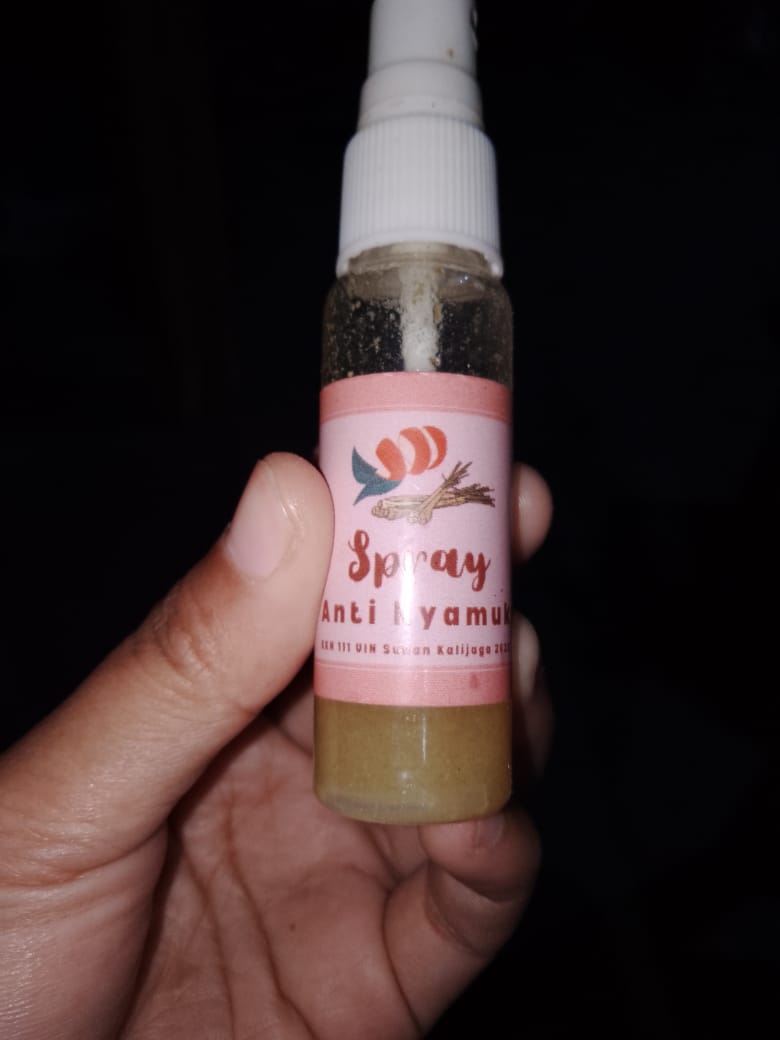 Spray
Anti Nyamuk
KKN 111 UIN Sunan Kalijaga